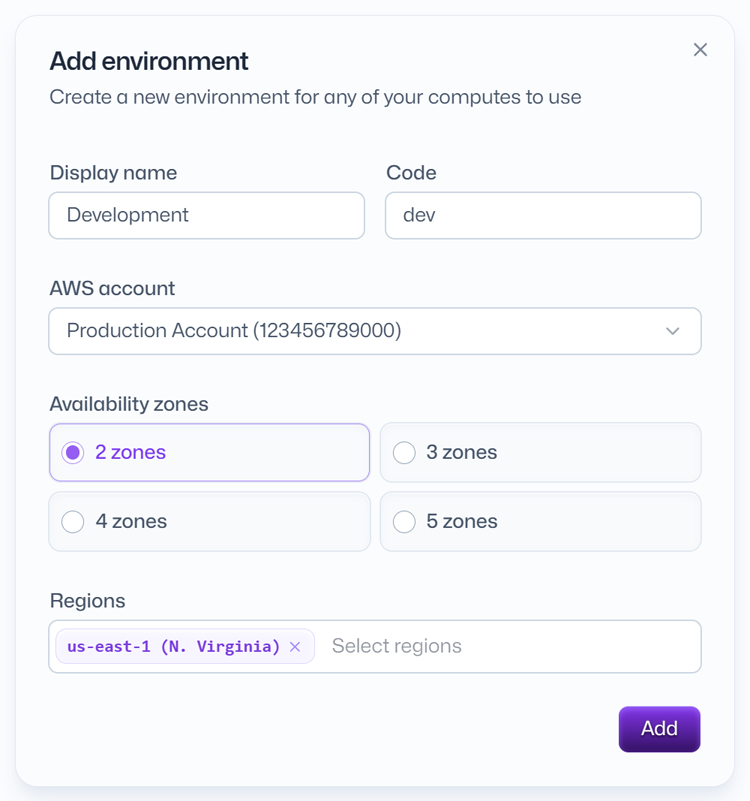 Add environment
Create a new environment for any of your computes to use
Display name
Code
Development
dev
AWS account
Production Account (123456789000)
Availability zones
2 zones
3 zones
4 zones
5 zones
Regions
us-east-1 (N. Virginia)
Select regions
Add